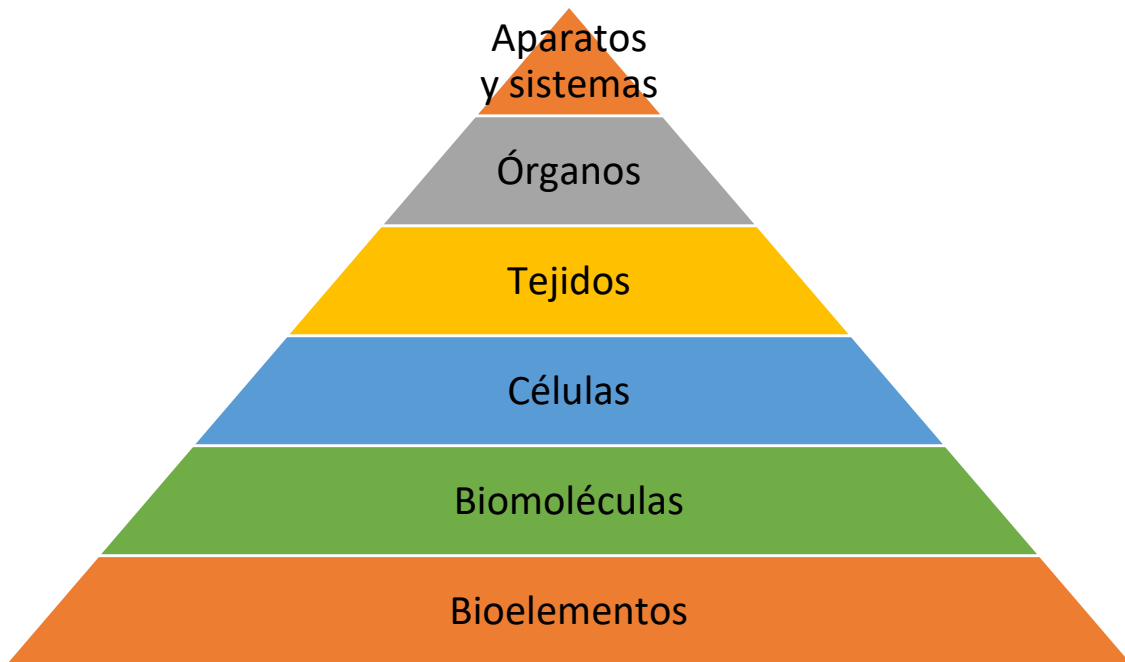 Aparatos
y sistemas
Órganos
Tejidos
Células
Biomoléculas
Bioelementos